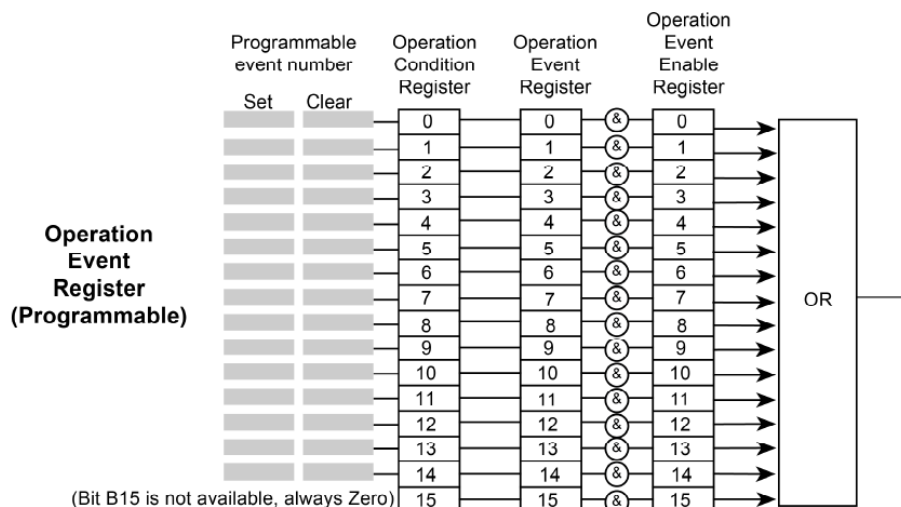 Programmable
event number
Operation
Condition
Register
Operation
Event
Register
Operation
Event
Enable
Register
Set Clear
0 0 & 0
1 1 & 1
2 2 & 2
3 3 & 3
4 4 & 4
5 5 & 5
6 6 & 6
7 7 & 7
8 8 & 8
9 9 & 9
10 10 & 10
11 11 & 11
12 12 & 12
13 13 & 13
14 14 & 14
(Bit B15 is not available, always Zero) 15 15 & 15
Operation
Event
Register
(Programmable)
OR